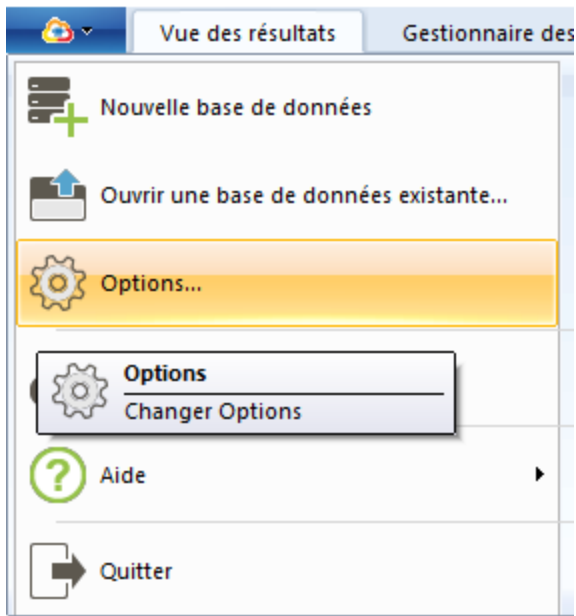 Vue des résultats
Gestionnaire des
Nouvelle base de données
Ouvrir une base de données existante...
Options...
Options
Changer Options
Aide
Quitter